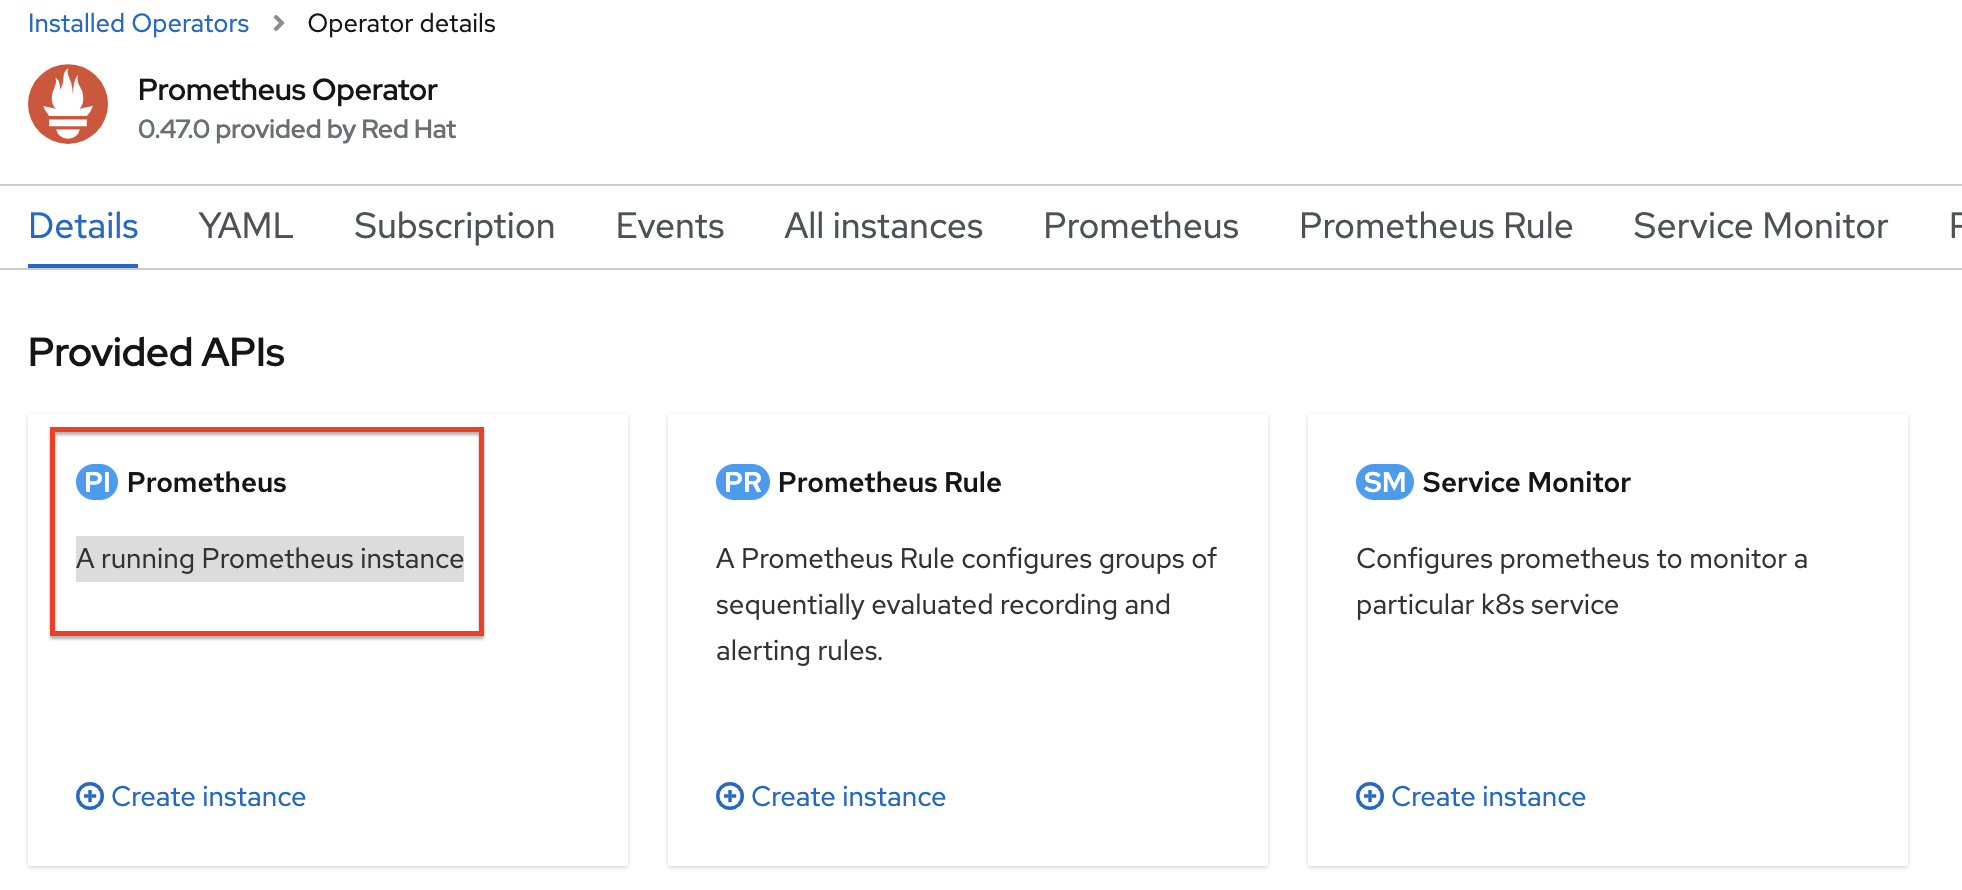 Installed Operators > Operator details
Prometheus Operator
0.47.0 provided by Red Hat
Details YAML Subscription Events All instances Prometheus Prometheus Rule Service Monitor
Provided APIs
PI Prometheus
A running Prometheus instance
Create instance
PR Prometheus Rule
A Prometheus Rule configures groups of
sequentially evaluated recording and
alerting rules.
Create instance
SM Service Monitor
Configures prometheus to monitor a
particular k8s service
Create instance